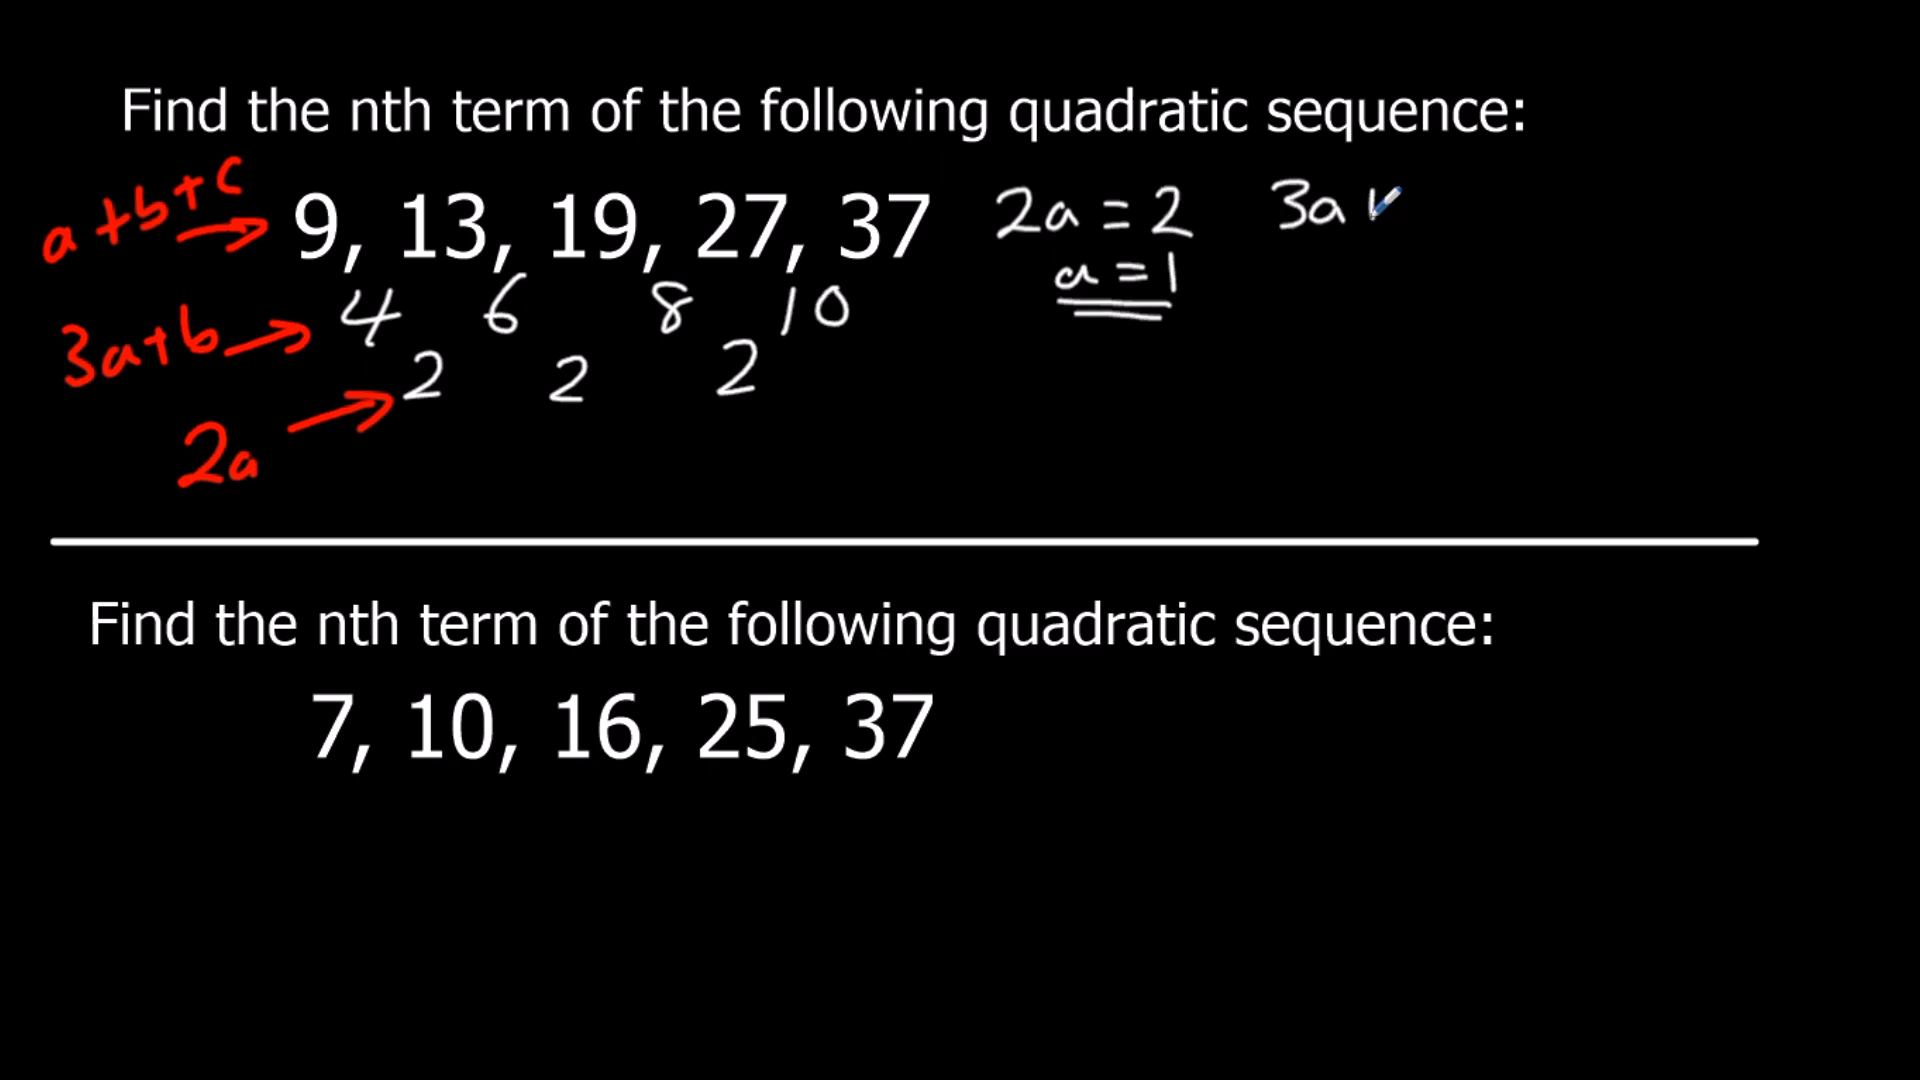 Find the nth term of the following quadratic sequence:
a+b+c → 9, 13, 19, 27, 37 2a = 2 3a
a = 1
3a+b → 4 6 8 10
2a → 2 2 2
Find the nth term of the following quadratic sequence:
7, 10, 16, 25, 37